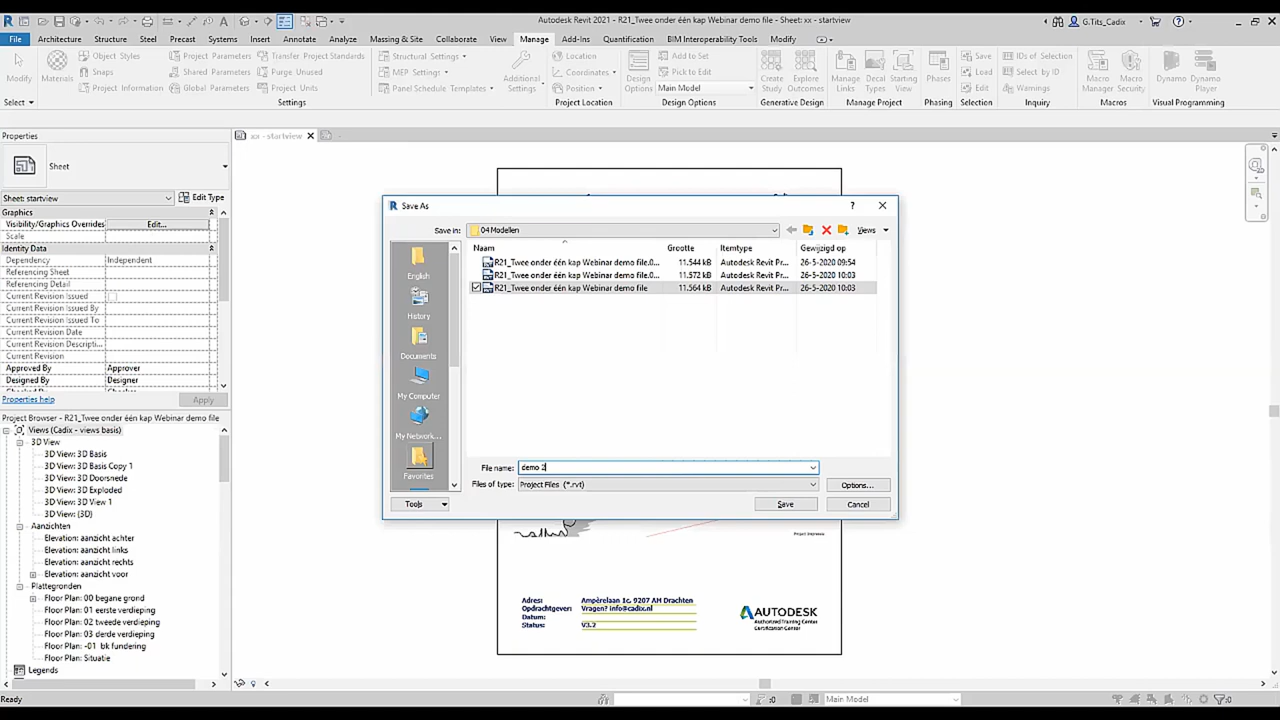 Autodesk Revit 2021 - R21_Twee onder één kap Webinar demo file - Sheet: xx - startview
G.Tits_Cadix
File Architecture Structure Steel Precast Systems Insert Annotate Analyze Massing & Site Collaborate View Manage Add-Ins Quantification BIM Interoperability Tools Modify
Modify
Select
Materials
Object Styles
Snaps
Project Information
Project Parameters
Shared Parameters
Global Parameters
Transfer Project Standards
Purge Unused
Project Units
Settings
Structural Settings
MEP Settings
Panel Schedule Templates
Additional Settings
Location
Coordinates
Position
Project Location
Design Options
Add to Set
Pick to Edit
Main Model
Design Options
Create Study
Explore Outcomes
Generative Design
Manage Links
Decal Types
Starting View
Manage Project
Phases
Phasing
Save
Load
Edit
Selection
IDs of Selection
Select by ID
Warnings
Inquiry
Macro Manager
Macro Security
Macros
Dynamo
Dynamo Player
Visual Programming
Properties
xx - startview
Sheet
Sheet: startview
Edit Type
Graphics
Visibility/Graphics Overrides Edit...
Scale
Identity Data
Dependency Independent
Referencing Sheet
Referencing Detail
Current Revision Issued
Current Revision Issued By
Current Revision Issued To
Current Revision Date
Current Revision Descripti...
Current Revision
Approved By Approver
Designed By Designer
Properties help
Apply
Project Browser - R21_Twee onder één kap Webinar demo file
Views (Cadix - views basis)
3D View
3D View: 3D Basis
3D View: 3D Basis Copy 1
3D View: 3D Doorsnede
3D View: 3D Exploded
3D View: 3D View 1
3D View: {3D}
Aanzichten
Elevation: aanzicht achter
Elevation: aanzicht links
Elevation: aanzicht rechts
Elevation: aanzicht voor
Plattegronden
Floor Plan: 00 begane grond
Floor Plan: 01 eerste verdieping
Floor Plan: 02 tweede verdieping
Floor Plan: 03 derde verdieping
Floor Plan: -01 bk fundering
Floor Plan: Situatie
Legends
Save As
Save in: 04 Modellen
Views
Naam Grootte Itemtype Gewijzigd op
R21_Twee onder één kap Webinar demo file.0... 11.544 kB Autodesk Revit Pr... 26-5-2020 09:54
R21_Twee onder één kap Webinar demo file.0... 11.572 kB Autodesk Revit Pr... 26-5-2020 10:03
R21_Twee onder één kap Webinar demo file 11.564 kB Autodesk Revit Pr... 26-5-2020 10:03
English
History
Documents
My Computer
My Network...
Favorites
File name: demo 2
Files of type: Project Files (*.rvt)
Options...
Tools
Save
Cancel
Adres: Ampèrelaan 1c, 9207 AH Drachten
Opdrachtgever: Vragen? info@cadix.nl
Datum:
Status: V3.2
AUTODESK
Authorized Training Center
Certification Center
Ready
:0
Main Model
:0